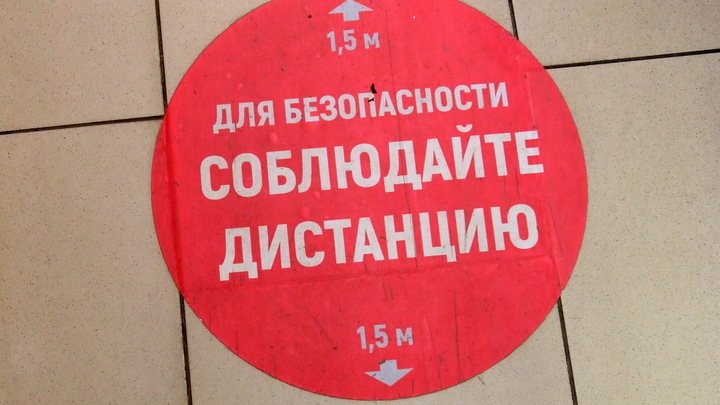 1,5 м
ДЛЯ БЕЗОПАСНОСТИ
СОБЛЮДАЙТЕ
ДИСТАНЦИЮ
1,5 м